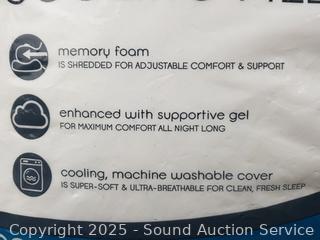 memory foam
IS SHREDDED FOR ADJUSTABLE COMFORT & SUPPORT
enhanced with supportive gel
FOR MAXIMUM COMFORT ALL NIGHT LONG
cooling, machine washable cover
IS SUPER-SOFT & ULTRA-BREATHABLE FOR CLEAN, FRESH SLEEP
Copyright 2025 - Sound Auction Service